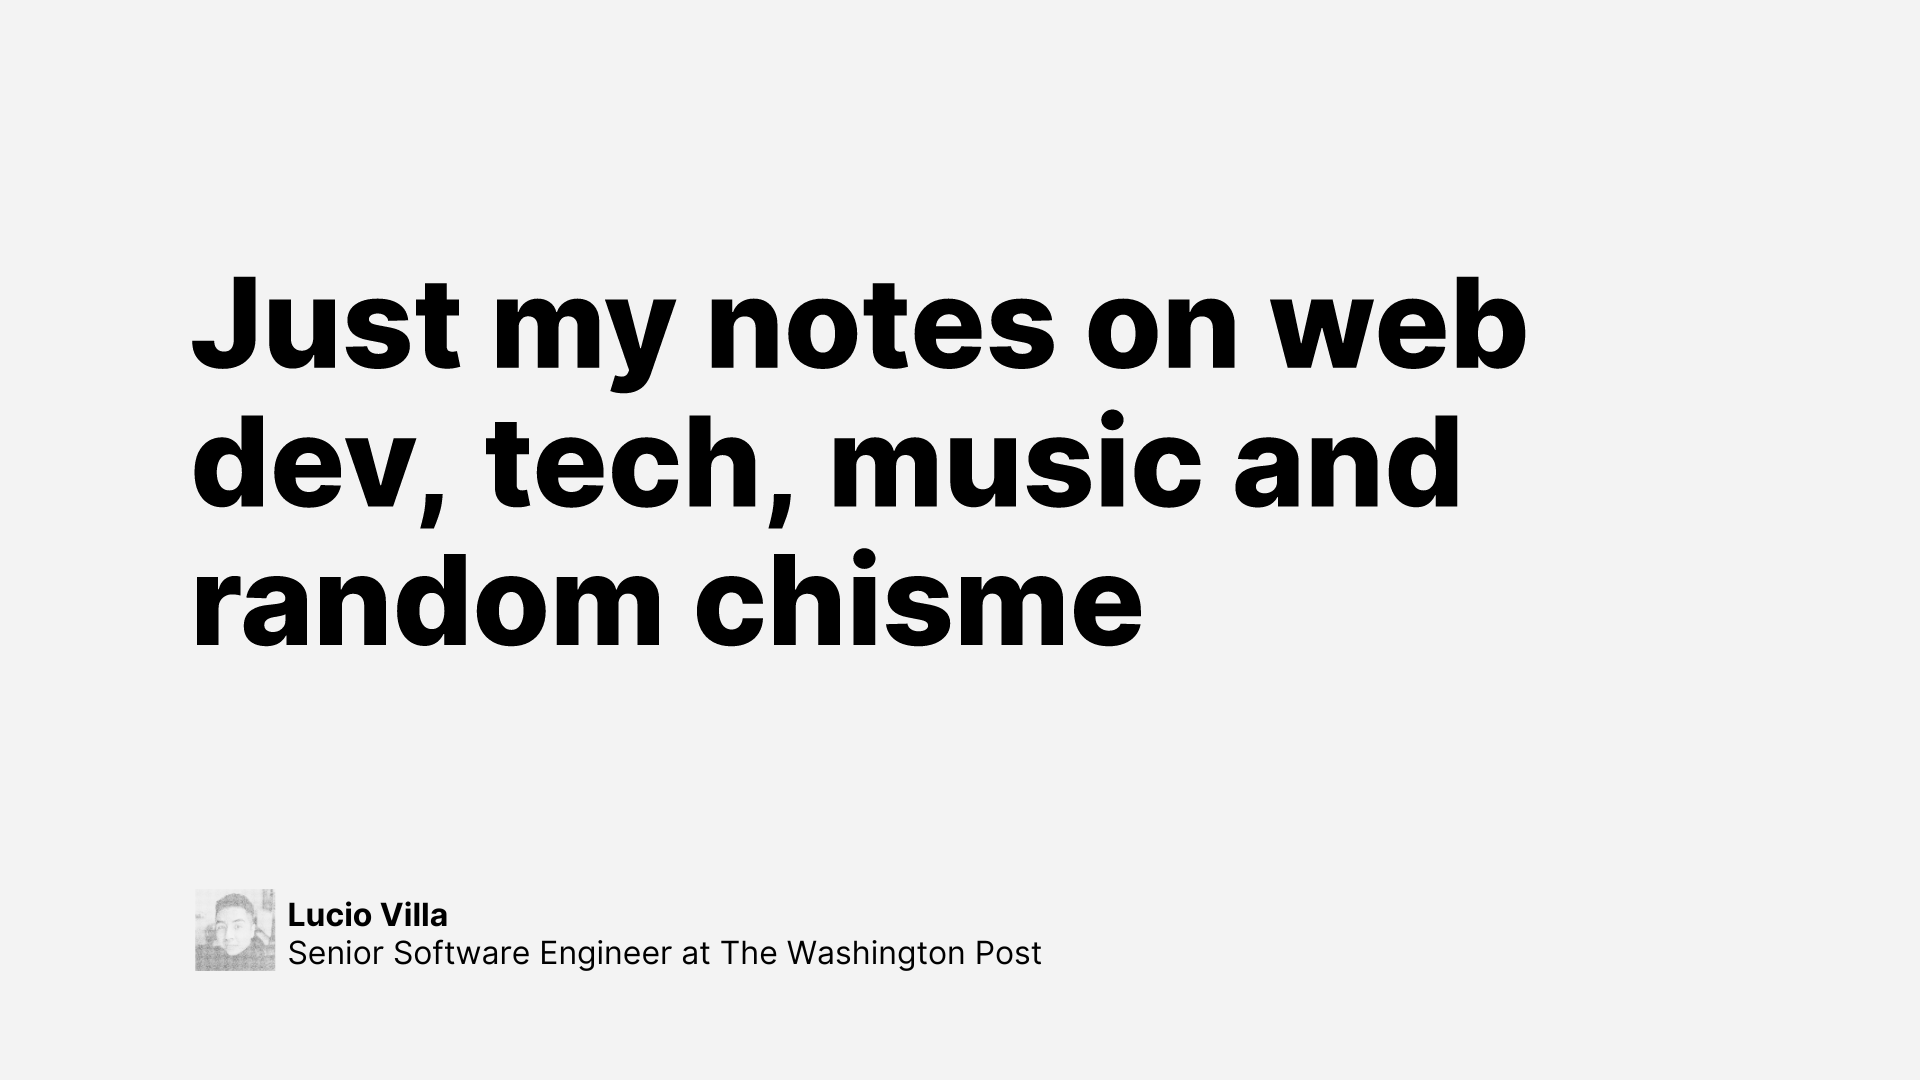 Just my notes on web
dev, tech, music and
random chisme
Lucio Villa
Senior Software Engineer at The Washington Post